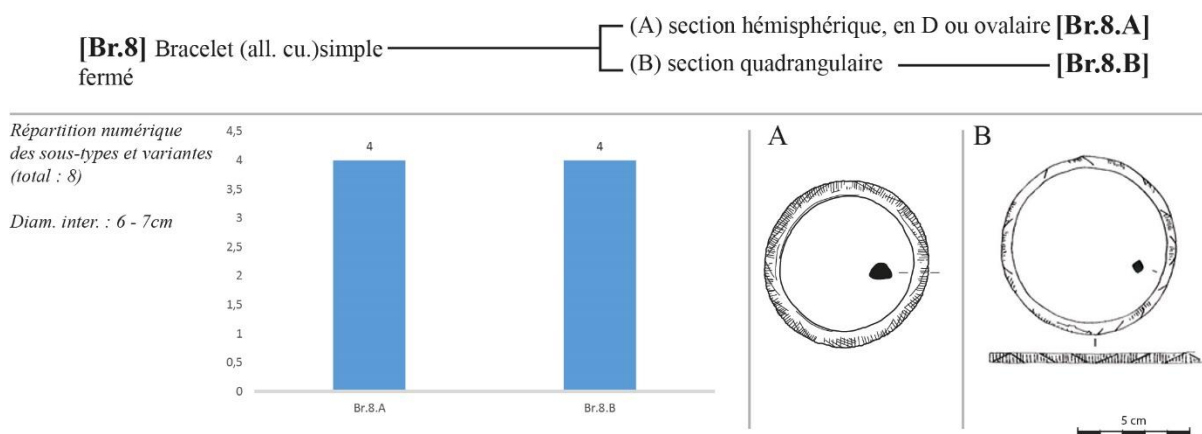 [Br.8] Bracelet (all. cu.)simple
fermé
(A) section hémisphérique, en D ou ovalaire [Br.8.A]
(B) section quadrangulaire [Br.8.B]
Répartition numérique
des sous-types et variantes
(total : 8)
Diam. inter. : 6 - 7cm
4,5
4
3,5
3
2,5
2
1,5
1
0,5
0
4
4
Br.8.A
Br.8.B
A
B
5 cm